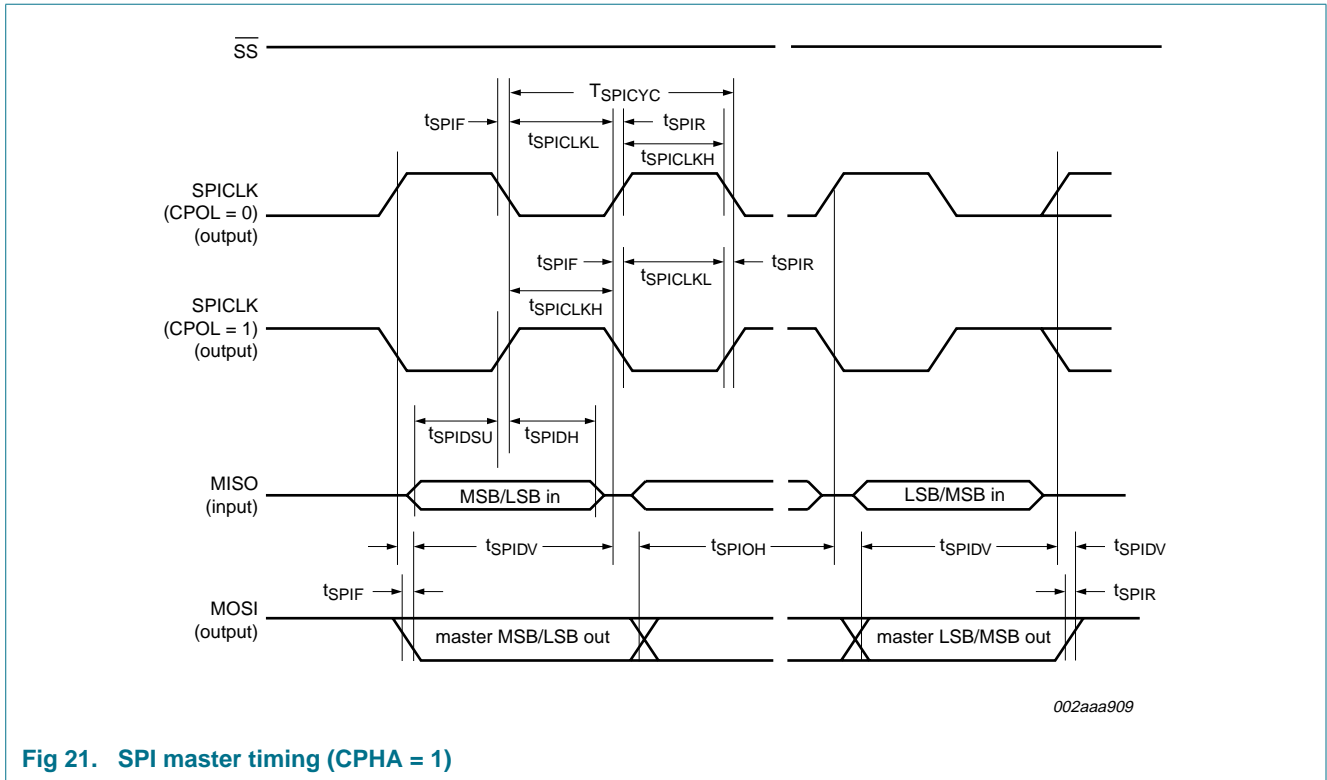 SS
TSPICYC
tSPIF
tSPIR
tSPICLKL
tSPICLKH
SPICLK
(CPOL = 0)
(output)
tSPIF
tSPICLKL
tSPIR
tSPICLKH
SPICLK
(CPOL = 1)
(output)
tSPIDSU
tSPIDH
MISO
(input)
MSB/LSB in
LSB/MSB in
tSPIDV
tSPIOH
tSPIDV
tSPIDV
tSPIF
tSPIR
MOSI
(output)
master MSB/LSB out
master LSB/MSB out
002aaa909
Fig 21. SPI master timing (CPHA = 1)